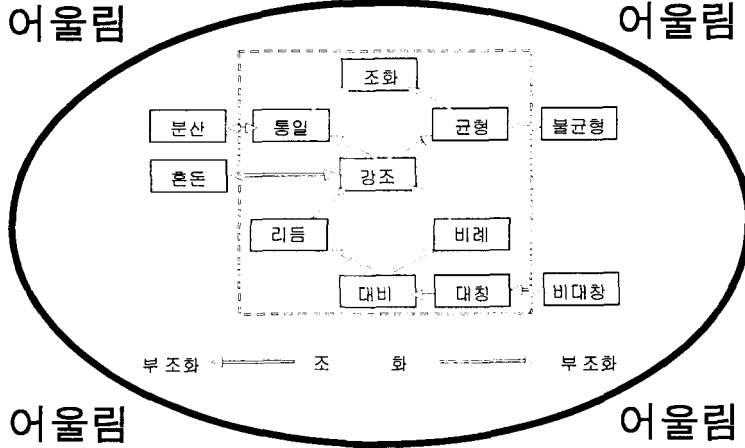 어울림 어울림
조화
분산 통일 균형 불균형
혼돈 강조
리듬 비례
대비 대칭 비대창
부조화 조 화 부조화
어울림 어울림